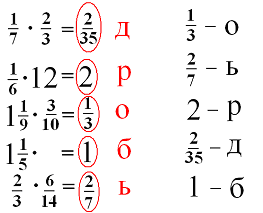 1/7 · 2/3 = 2/35 д
1/6 · 12 = 2 р
1 1/9 · 3/10 = 1/3 о
1 1/5 · = 1 б
2/3 · 6/14 = 2/7 ь
1/3 – о
2/7 – ь
2 – р
2/35 – д
1 – б